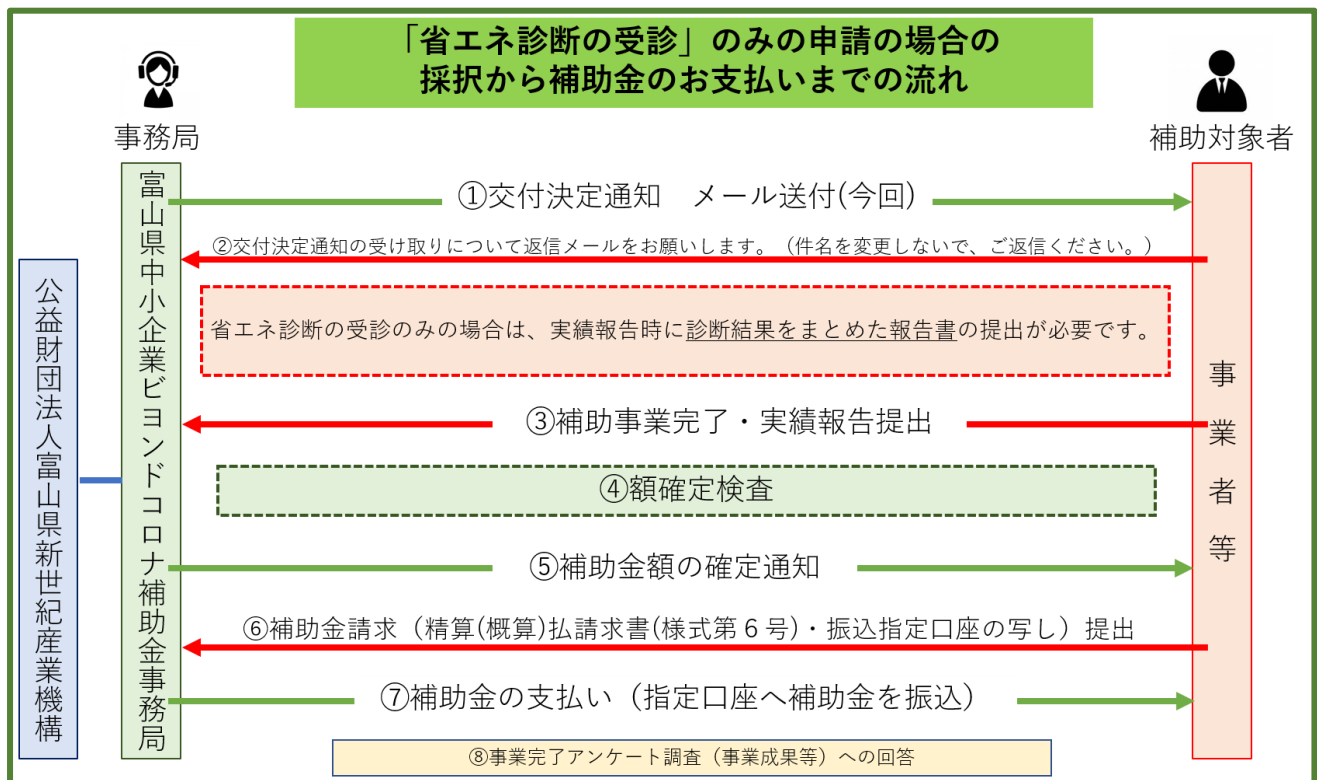 「省エネ診断の受診」のみの申請の場合の
採択から補助金のお支払いまでの流れ
事務局
補助対象者
公益財団法人富山県新世紀産業機構
富山県中小企業ビヨンドコロナ補助金事務局
事業者等
①交付決定通知　メール送付(今回)
②交付決定通知の受け取りについて返信メールをお願いします。（件名を変更しないで、ご返信ください。）
省エネ診断の受診のみの場合は、実績報告時に診断結果をまとめた報告書の提出が必要です。
③補助事業完了・実績報告提出
④額確定検査
⑤補助金額の確定通知
⑥補助金請求（精算(概算)払請求書(様式第６号)・振込指定口座の写し）提出
⑦補助金の支払い（指定口座へ補助金を振込）
⑧事業完了アンケート調査（事業成果等）への回答